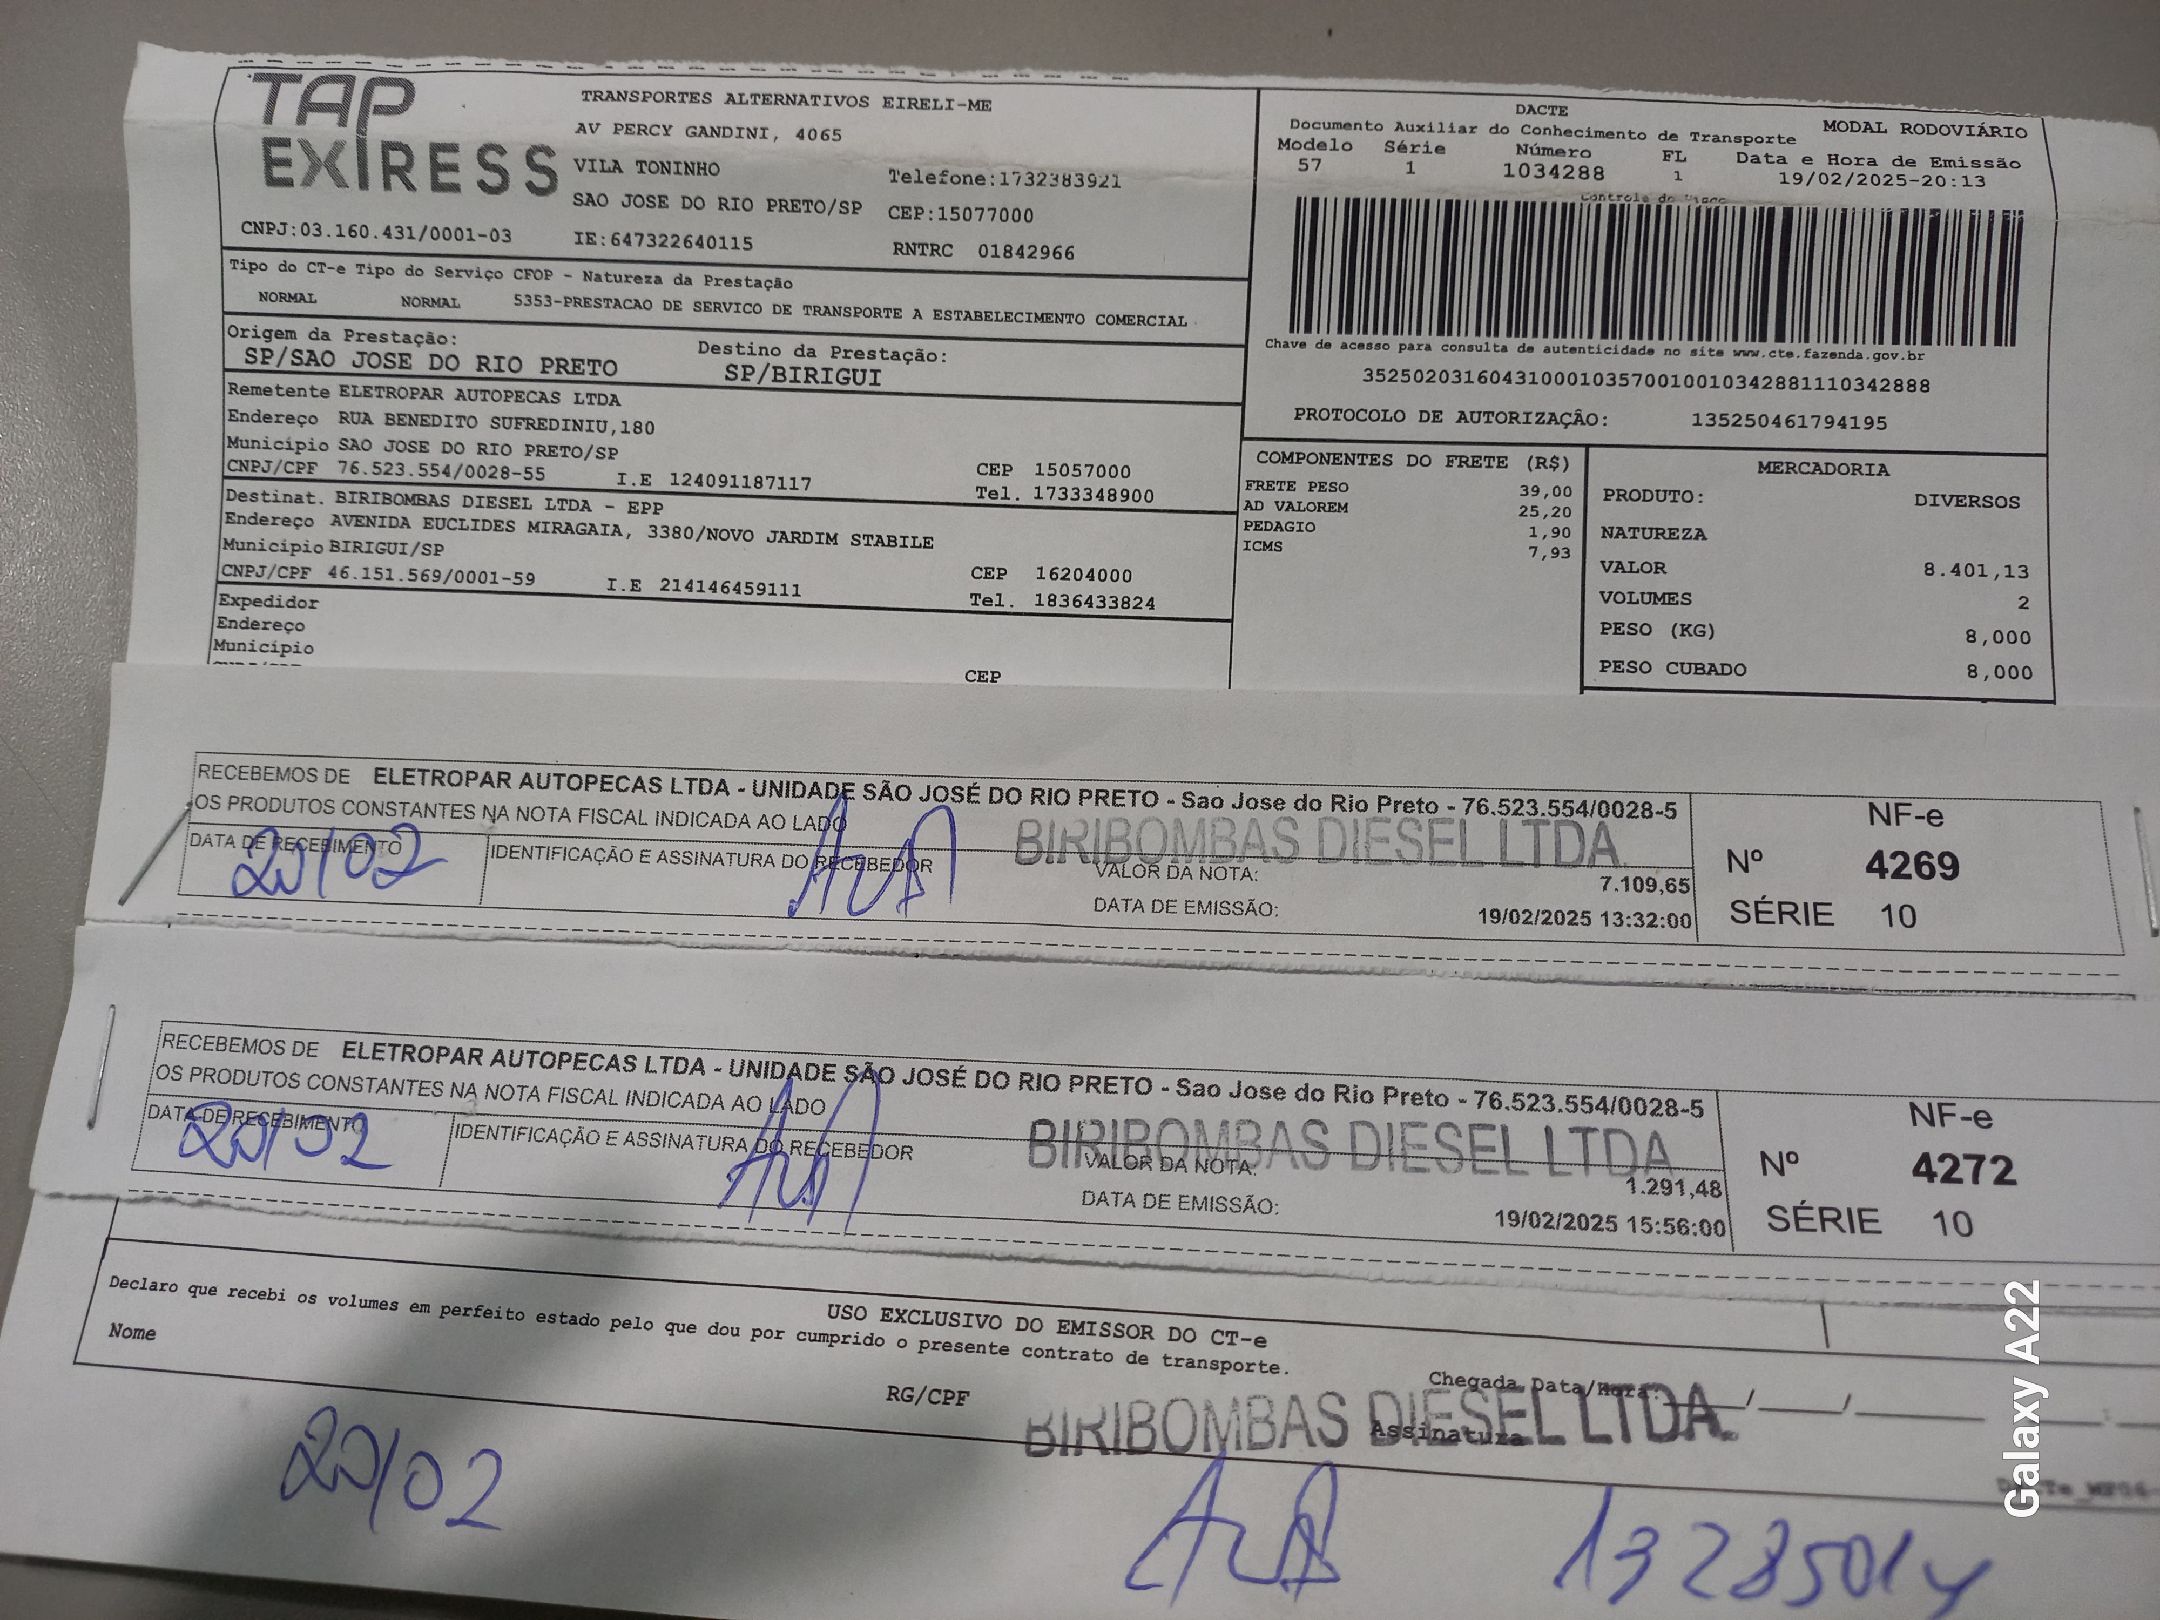 TAP
EXIRESS
TRANSPORTES ALTERNATIVOS EIRELI-ME
AV PERCY GANDINI, 4065
VILA TONINHO
Telefone:1732383921
SAO JOSE DO RIO PRETO/SP CEP:15077000
CNPJ:03.160.431/0001-03 IE:647322640115 RNTRC 01842966
DACTE
Documento Auxiliar do Conhecimento de Transporte MODAL RODOVIÁRIO
Modelo Série Número FL Data e Hora de Emissão
57 1 1034288 1 19/02/2025-20:13
Controle do
Chave de acesso para consulta de autenticidade no site www.cte.fazenda.gov.br
35250203160431000103570010010342881110342888
PROTOCOLO DE AUTORIZAÇÂO: 135250461794195
Tipo do CT-e Tipo do Serviço CFOP - Natureza da Prestação
NORMAL NORMAL 5353-PRESTACAO DE SERVICO DE TRANSPORTE A ESTABELECIMENTO COMERCIAL
Origem da Prestação: Destino da Prestação:
SP/SAO JOSE DO RIO PRETO SP/BIRIGUI
Remetente ELETROPAR AUTOPECAS LTDA
Endereço RUA BENEDITO SUFREDINIU,180
Município SAO JOSE DO RIO PRETO/SP
CEP 15057000
CNPJ/CPF 76.523.554/0028-55 I.E 124091187117 Tel. 1733348900
Destinat. BIRIBOMBAS DIESEL LTDA - EPP
Endereço AVENIDA EUCLIDES MIRAGAIA, 3380/NOVO JARDIM STABILE
Município BIRIGUI/SP
CEP 16204000
CNPJ/CPF 46.151.569/0001-59 I.E 214146459111 Tel. 1836433824
Expedidor
Endereço
Município
CEP
COMPONENTES DO FRETE (R$)
FRETE PESO 39,00
AD VALOREM 25,20
PEDAGIO 1,90
ICMS 7,93
MERCADORIA
PRODUTO: DIVERSOS
NATUREZA
VALOR 8.401,13
VOLUMES 2
PESO (KG) 8,000
PESO CUBADO 8,000
RECEBEMOS DE ELETROPAR AUTOPECAS LTDA - UNIDADE SÃO JOSÉ DO RIO PRETO - Sao Jose do Rio Preto - 76.523.554/0028-5
OS PRODUTOS CONSTANTES NA NOTA FISCAL INDICADA AO LADO
BIRIBOMBAS DIESEL LTDA.
DATA DE RECEBIMENTO IDENTIFICAÇÃO E ASSINATURA DO RECEBEDOR
20/02
VALOR DA NOTA: 7.109,65
DATA DE EMISSÃO: 19/02/2025 13:32:00
NF-e
Nº 4269
SÉRIE 10
RECEBEMOS DE ELETROPAR AUTOPECAS LTDA - UNIDADE SÃO JOSÉ DO RIO PRETO - Sao Jose do Rio Preto - 76.523.554/0028-5
OS PRODUTOS CONSTANTES NA NOTA FISCAL INDICADA AO LADO
BIRIBOMBAS DIESEL LTDA
DATA DE RECEBIMENTO IDENTIFICAÇÃO E ASSINATURA DO RECEBEDOR
20/02
VALOR DA NOTA: 1.291,48
DATA DE EMISSÃO: 19/02/2025 15:56:00
NF-e
Nº 4272
SÉRIE 10
USO EXCLUSIVO DO EMISSOR DO CT-e
Declaro que recebi os volumes em perfeito estado pelo que dou por cumprido o presente contrato de transporte.
Nome RG/CPF Chegada Data/Hora:
BIRIBOMBAS DIESEL LTDA.
Assinatura
20/02
Galaxy A22